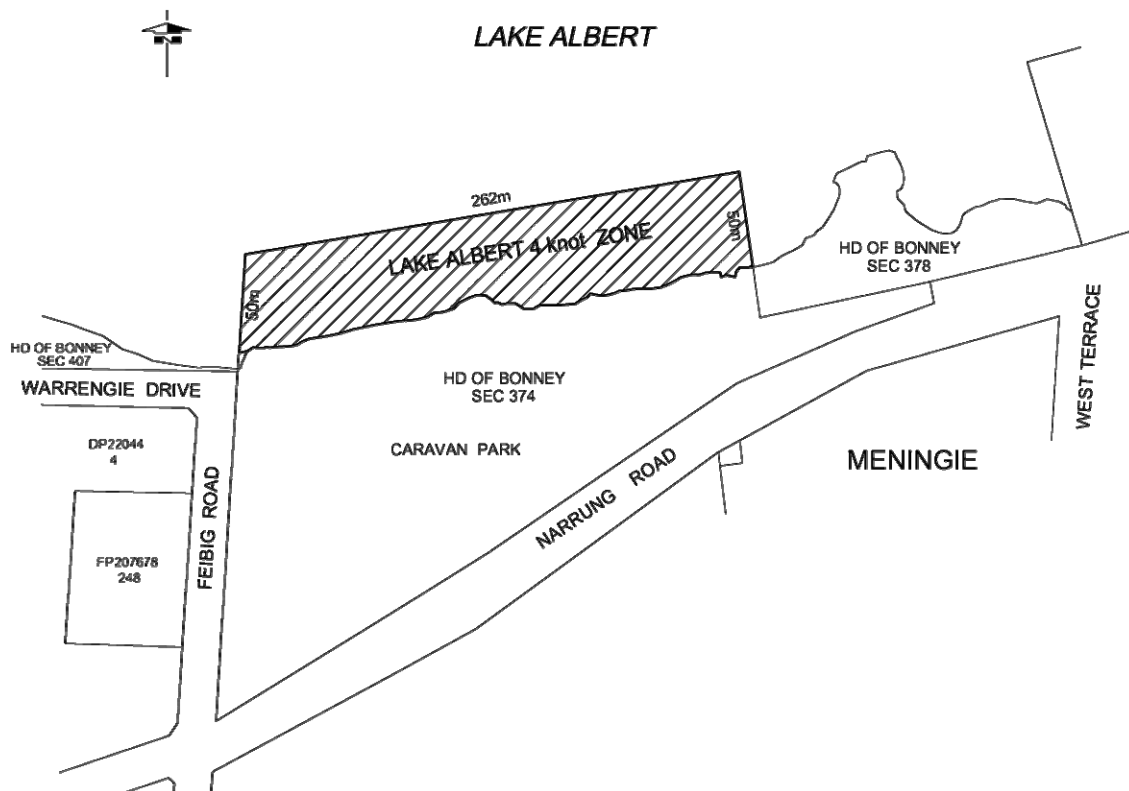 LAKE ALBERT
N
262m
50m
LAKE ALBERT 4 knot ZONE
50m
HD OF BONNEY
SEC 378
HD OF BONNEY
SEC 407
WARRENGIE DRIVE
HD OF BONNEY
SEC 374
WEST TERRACE
DP22044
4
CARAVAN PARK
MENINGIE
NARRUNG ROAD
FEIBIG ROAD
FP207678
248